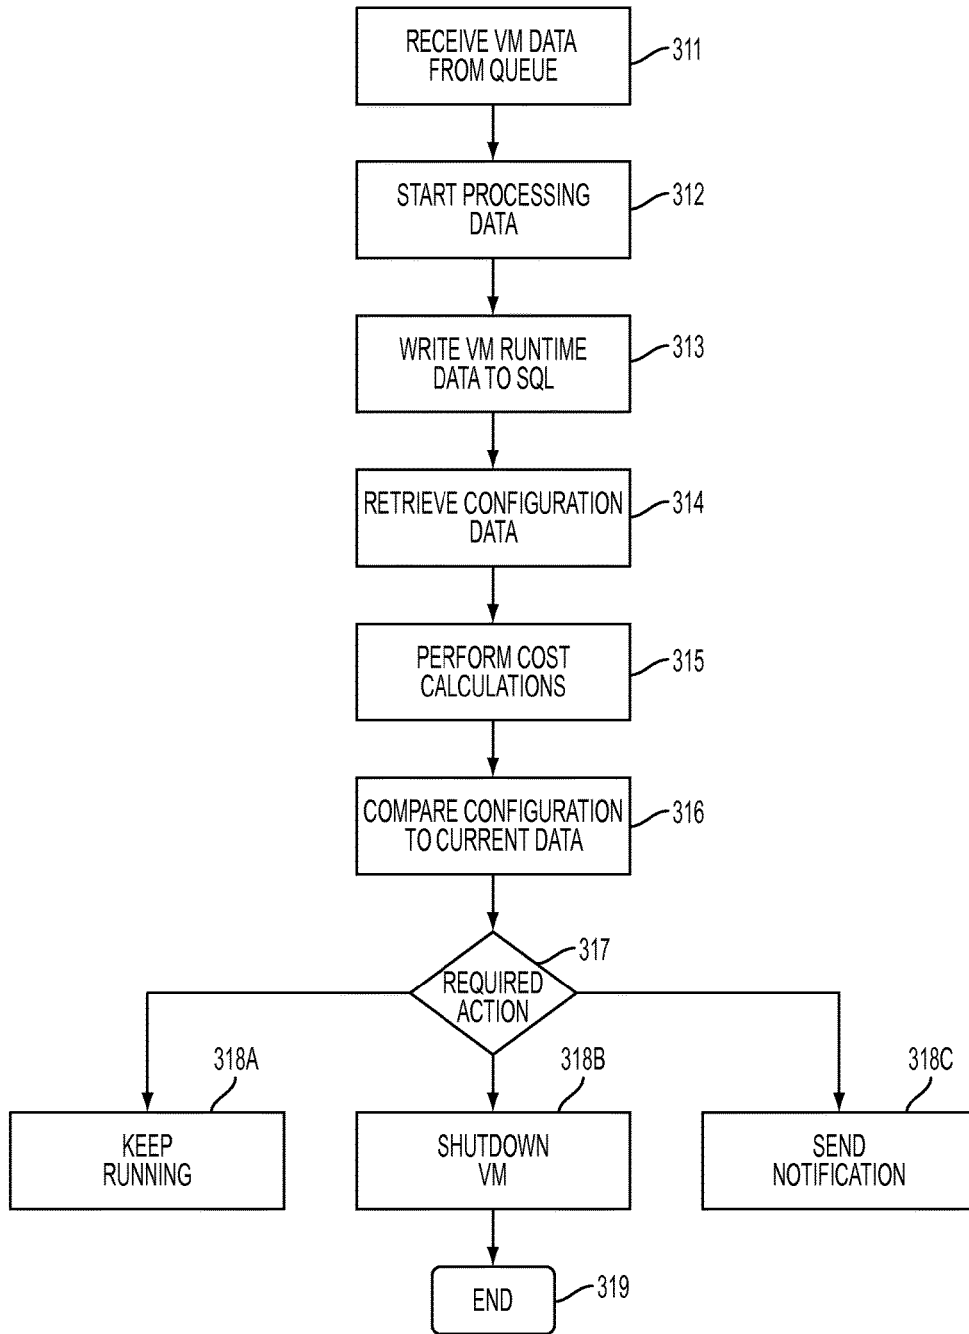 RECEIVE VM DATA
FROM QUEUE
311
START PROCESSING
DATA
312
WRITE VM RUNTIME
DATA TO SQL
313
RETRIEVE CONFIGURATION
DATA
314
PERFORM COST
CALCULATIONS
315
COMPARE CONFIGURATION
TO CURRENT DATA
316
317
REQUIRED
ACTION
318A
KEEP
RUNNING
318B
SHUTDOWN
VM
318C
SEND
NOTIFICATION
END
319